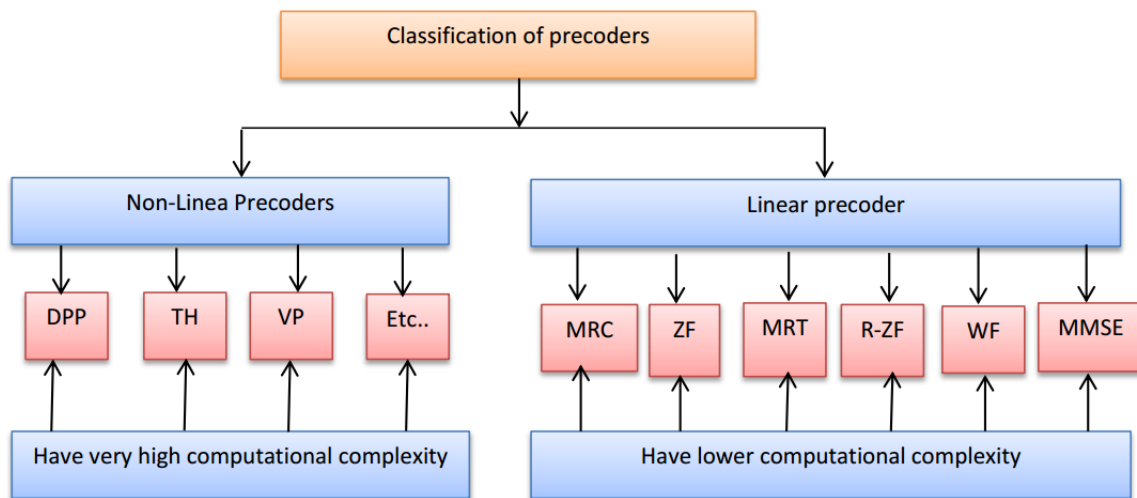 Classification of precoders
Non-Linea Precoders
Linear precoder
DPP
TH
VP
Etc..
MRC
ZF
MRT
R-ZF
WF
MMSE
Have very high computational complexity
Have lower computational complexity